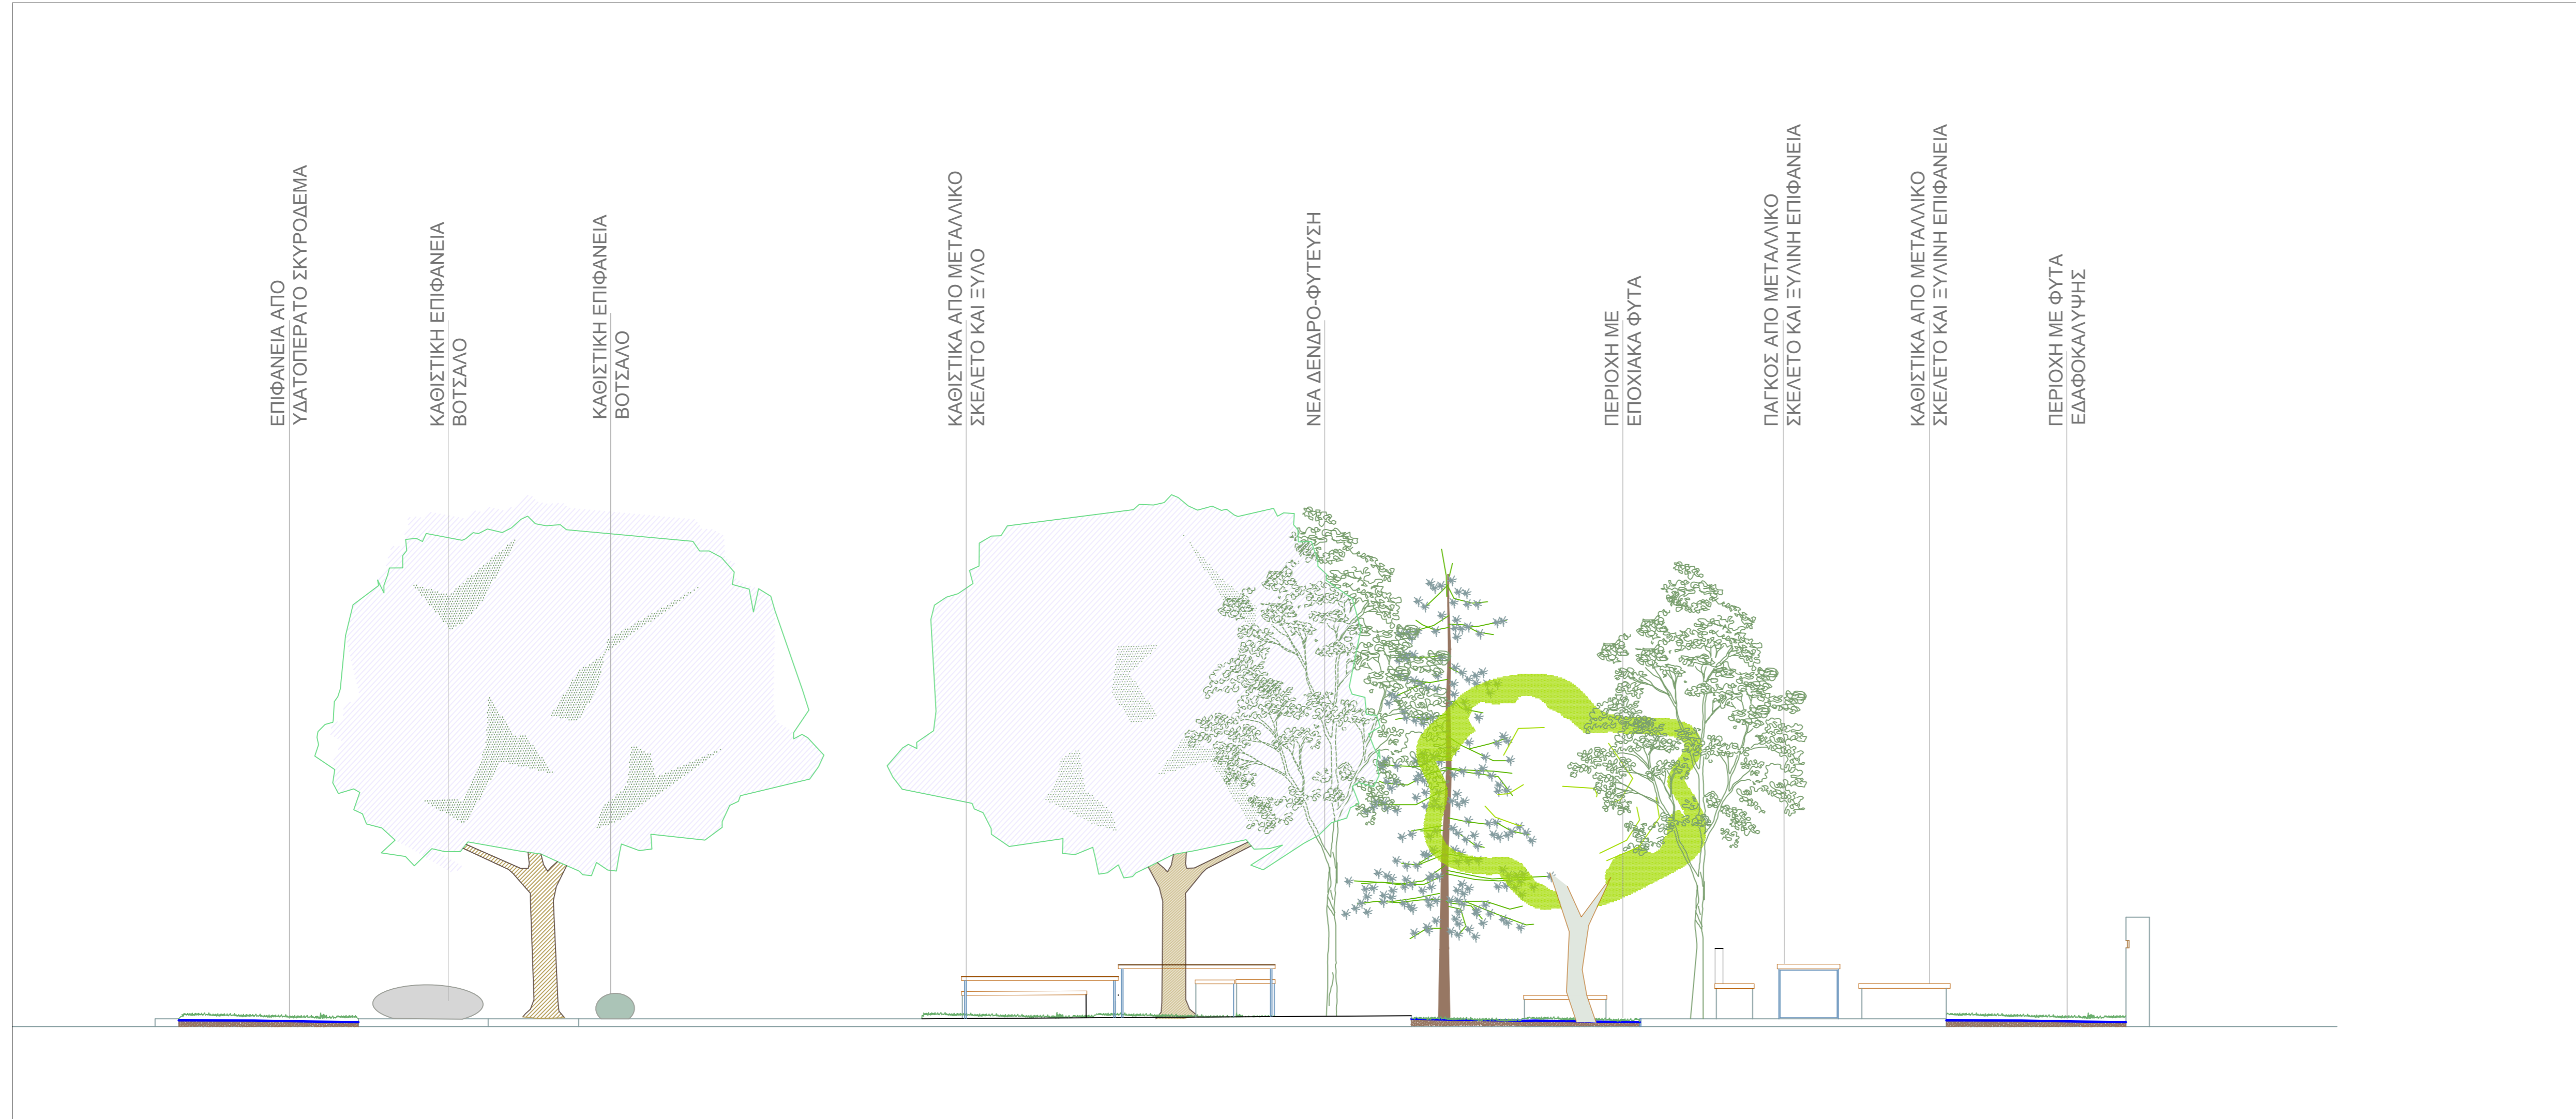 ΕΠΙΦΑΝΕΙΑ ΑΠΟ
ΥΔΑΤΟΠΕΡΑΤΟ ΣΚΥΡΟΔΕΜΑ
ΚΑΘΙΣΤΙΚΗ ΕΠΙΦΑΝΕΙΑ
ΒΟΤΣΑΛΟ
ΚΑΘΙΣΤΙΚΗ ΕΠΙΦΑΝΕΙΑ
ΒΟΤΣΑΛΟ
ΚΑΘΙΣΤΙΚΑ ΑΠΟ ΜΕΤΑΛΛΙΚΟ
ΣΚΕΛΕΤΟ ΚΑΙ ΞΥΛΟ
ΝΕΑ ΔΕΝΔΡΟ-ΦΥΤΕΥΣΗ
ΠΕΡΙΟΧΗ ΜΕ
ΕΠΟΧΙΑΚΑ ΦΥΤΑ
ΠΑΓΚΟΣ ΑΠΟ ΜΕΤΑΛΛΙΚΟ
ΣΚΕΛΕΤΟ ΚΑΙ ΞΥΛΙΝΗ ΕΠΙΦΑΝΕΙΑ
ΚΑΘΙΣΤΙΚΑ ΑΠΟ ΜΕΤΑΛΛΙΚΟ
ΣΚΕΛΕΤΟ ΚΑΙ ΞΥΛΙΝΗ ΕΠΙΦΑΝΕΙΑ
ΠΕΡΙΟΧΗ ΜΕ ΦΥΤΑ
ΕΔΑΦΟΚΑΛΥΨΗΣ